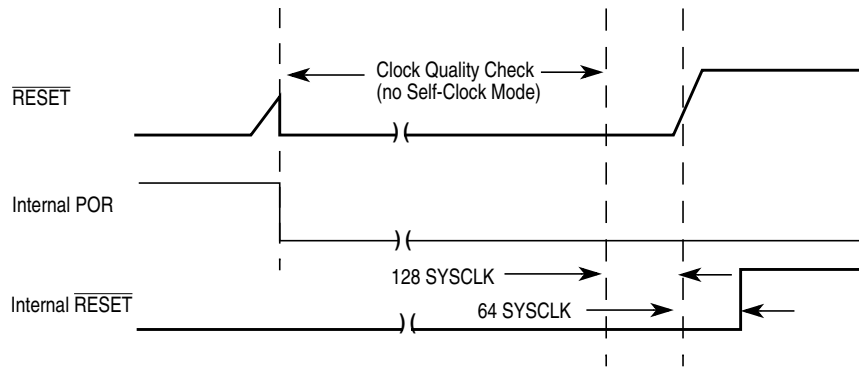 Clock Quality Check
(no Self-Clock Mode)
RESET
Internal POR
128 SYSCLK
Internal RESET
64 SYSCLK